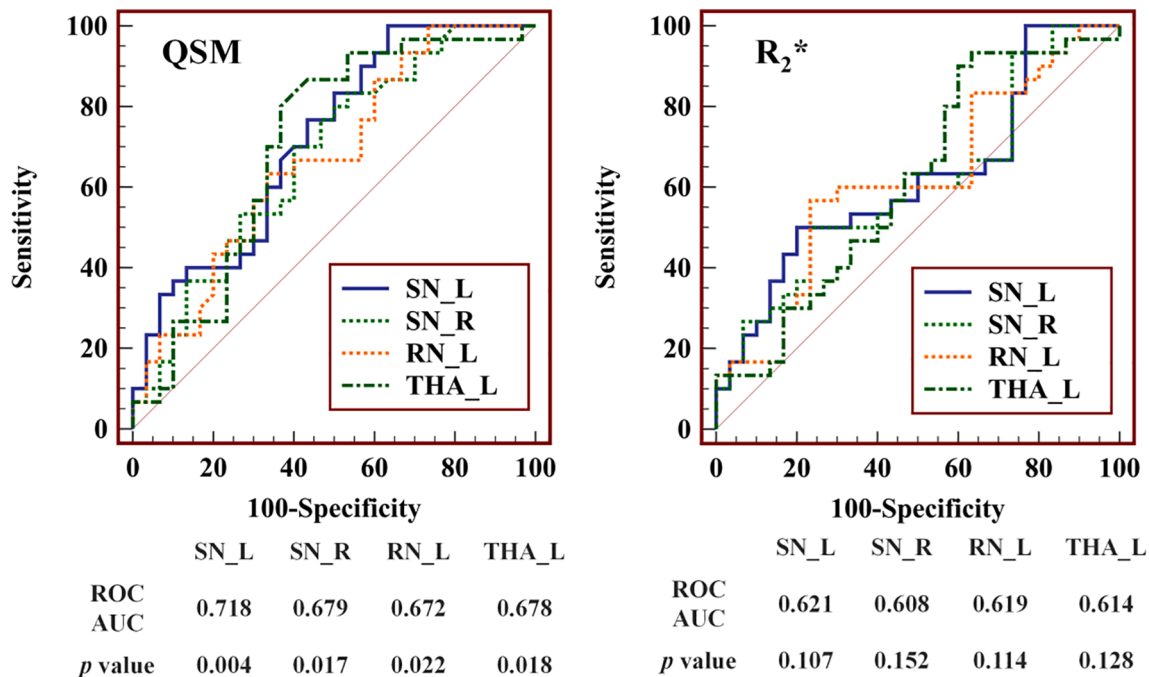 QSM
100
80
60
40
20
0
Sensitivity
SN_L
SN_R
RN_L
THA_L
0 20 40 60 80 100
100-Specificity
SN_L SN_R RN_L THA_L
ROC
AUC 0.718 0.679 0.672 0.678
p value 0.004 0.017 0.022 0.018
R2*
100
80
60
40
20
0
Sensitivity
SN_L
SN_R
RN_L
THA_L
0 20 40 60 80 100
100-Specificity
SN_L SN_R RN_L THA_L
ROC
AUC 0.621 0.608 0.619 0.614
p value 0.107 0.152 0.114 0.128